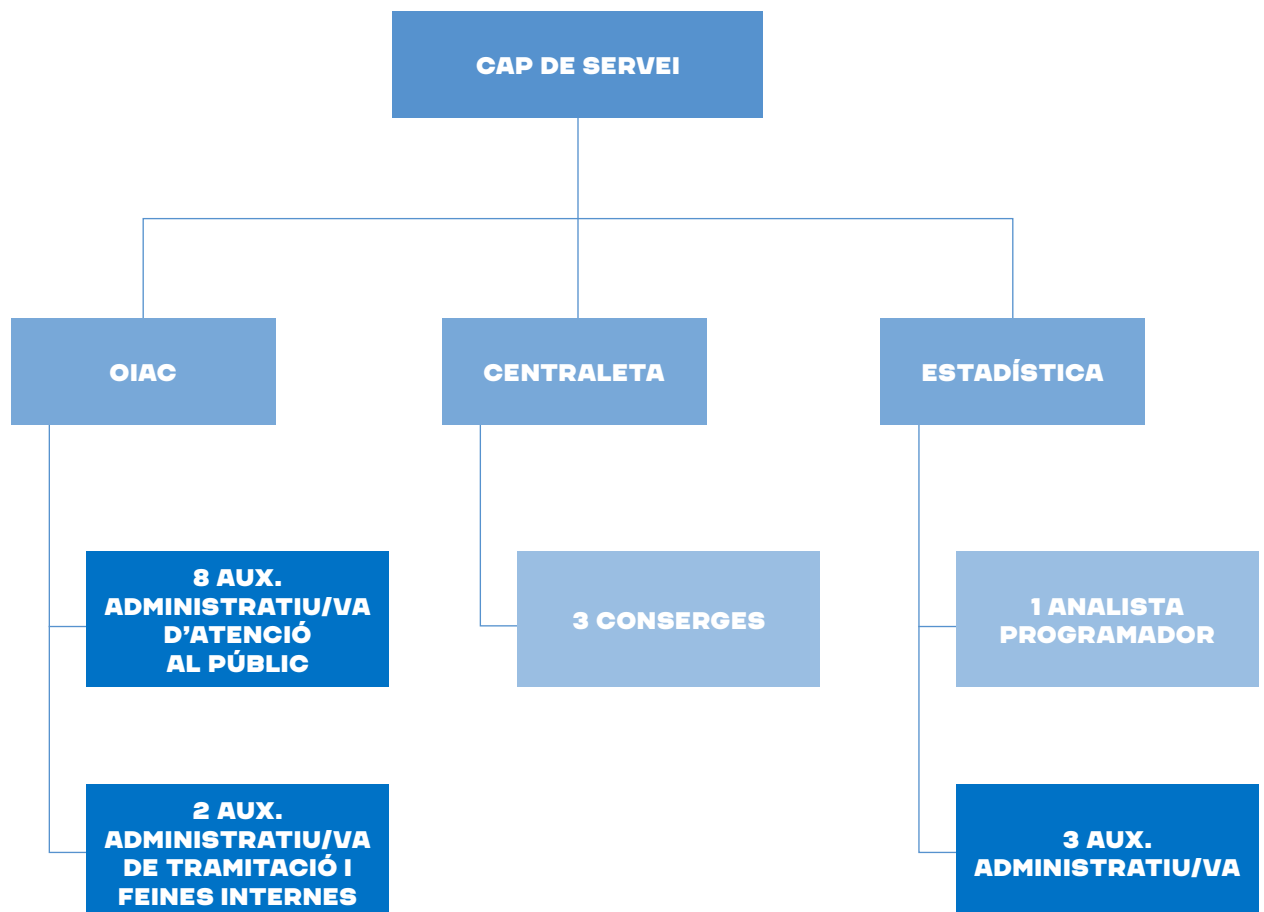 CAP DE SERVEI
OIAC
CENTRALETA
ESTADÍSTICA
8 AUX.
ADMINISTRATIU/VA
D’ATENCIÓ
AL PÚBLIC
3 CONSERGES
1 ANALISTA
PROGRAMADOR
2 AUX.
ADMINISTRATIU/VA
DE TRAMITACIÓ I
FEINES INTERNES
3 AUX.
ADMINISTRATIU/VA